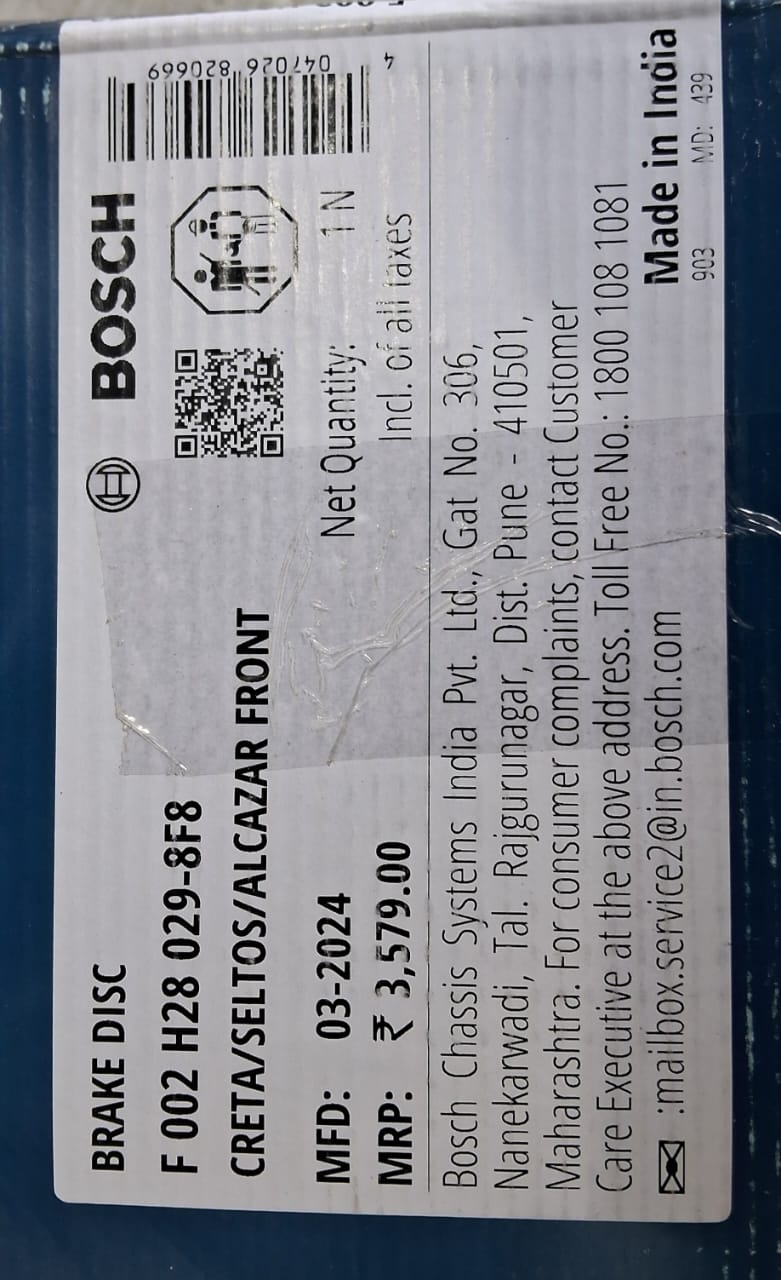 BRAKE DISC
BOSCH
F 002 H28 029-8F8
CRETA/SELTOS/ALCAZAR FRONT
4 047026 820669
MFD: 03-2024 Net Quantity: 1 N
MRP: ₹ 3,579.00 Incl. of all taxes
Bosch Chassis Systems India Pvt. Ltd., Gat No. 306,
Nanekarwadi, Tal. Rajgurunagar, Dist. Pune - 410501,
Maharashtra. For consumer complaints, contact Customer
Care Executive at the above address. Toll Free No.: 1800 108 1081
:mailbox.service2@in.bosch.com Made in India
903 MD: 439